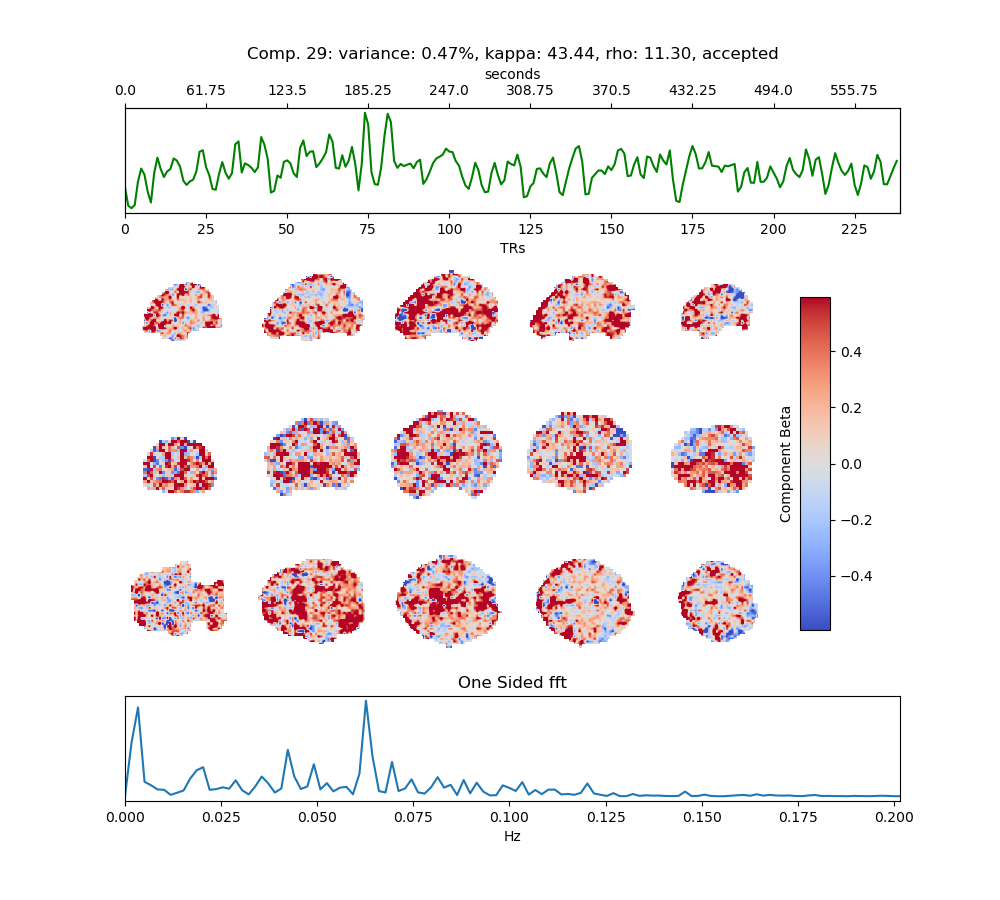 Comp. 29: variance: 0.47%, kappa: 43.44, rho: 11.30, accepted
seconds
0.0 61.75 123.5 185.25 247.0 308.75 370.5 432.25 494.0 555.75
0 25 50 75 100 125 150 175 200 225
TRs
0.4
0.2
0.0
−0.2
−0.4
Component Beta
One Sided fft
0.000 0.025 0.050 0.075 0.100 0.125 0.150 0.175 0.200
Hz